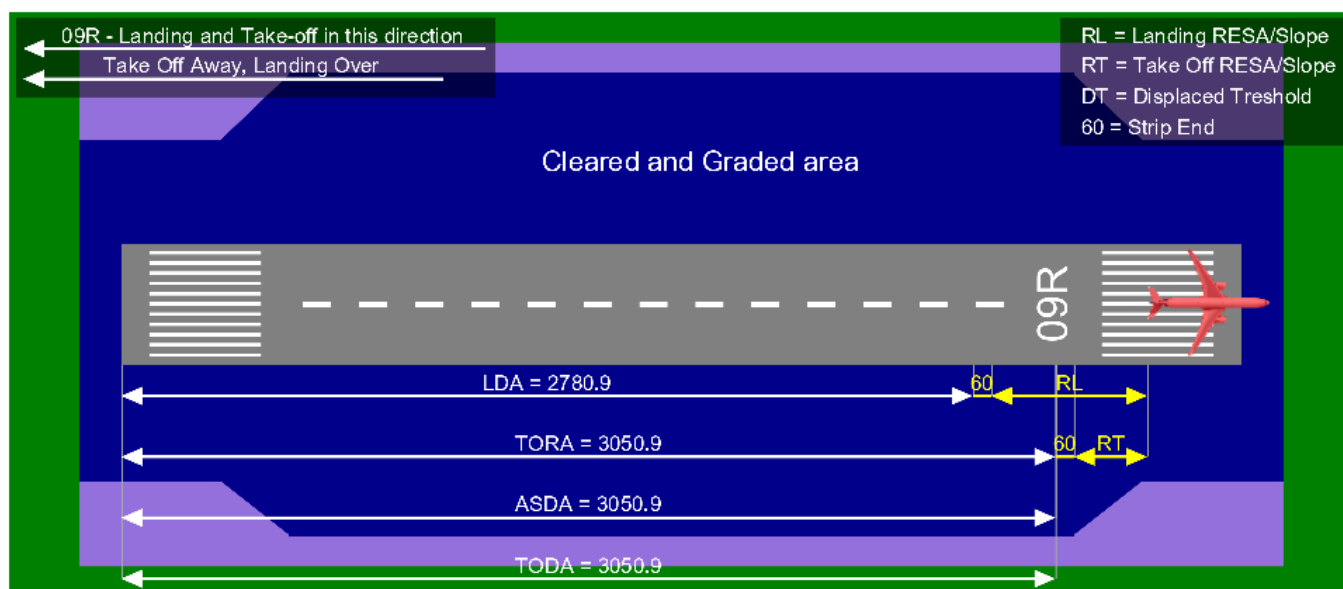 09R - Landing and Take-off in this direction
Take Off Away, Landing Over
RL = Landing RESA/Slope
RT = Take Off RESA/Slope
DT = Displaced Treshold
60 = Strip End
Cleared and Graded area
09R
LDA = 2780.9
60
RL
TORA = 3050.9
60
RT
ASDA = 3050.9
TODA = 3050.9